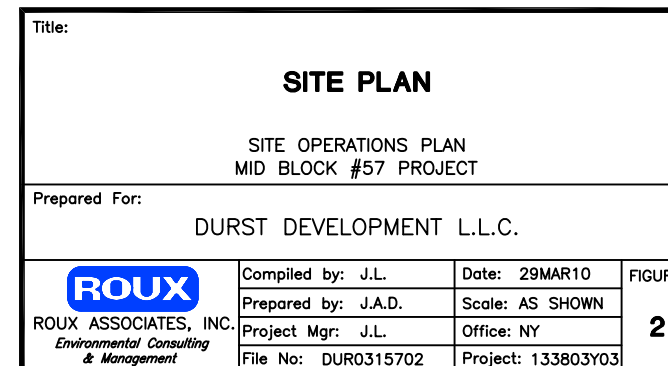 Title:
SITE PLAN
SITE OPERATIONS PLAN
MID BLOCK #57 PROJECT
Prepared For:
DURST DEVELOPMENT L.L.C.
ROUX
ROUX ASSOCIATES, INC.
Environmental Consulting
& Management
Compiled by: J.L.
Date: 29MAR10
Prepared by: J.A.D.
Scale: AS SHOWN
Project Mgr: J.L.
Office: NY
File No: DUR0315702
Project: 133803Y03
FIGUR
2